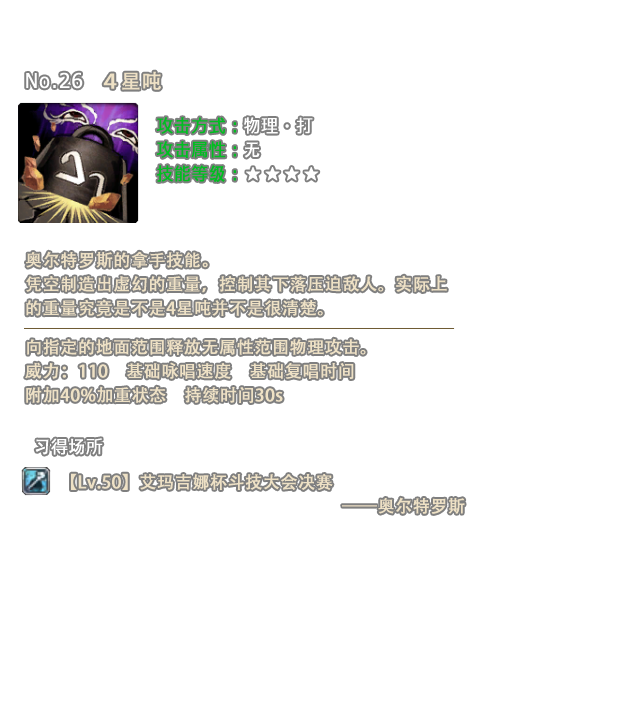 No.26 4星吨
攻击方式：物理・打
攻击属性：无
技能等级：☆☆☆☆
奥尔特罗斯的拿手技能。
凭空制造出虚幻的重量，控制其下落压迫敌人。实际上
的重量究竟是不是4星吨并不是很清楚。
向指定的地面范围释放无属性范围物理攻击。
威力：110 基础咏唱速度 基础复唱时间
附加40%加重状态 持续时间30s
习得场所
【Lv.50】艾玛吉娜杯斗技大会决赛
——奥尔特罗斯